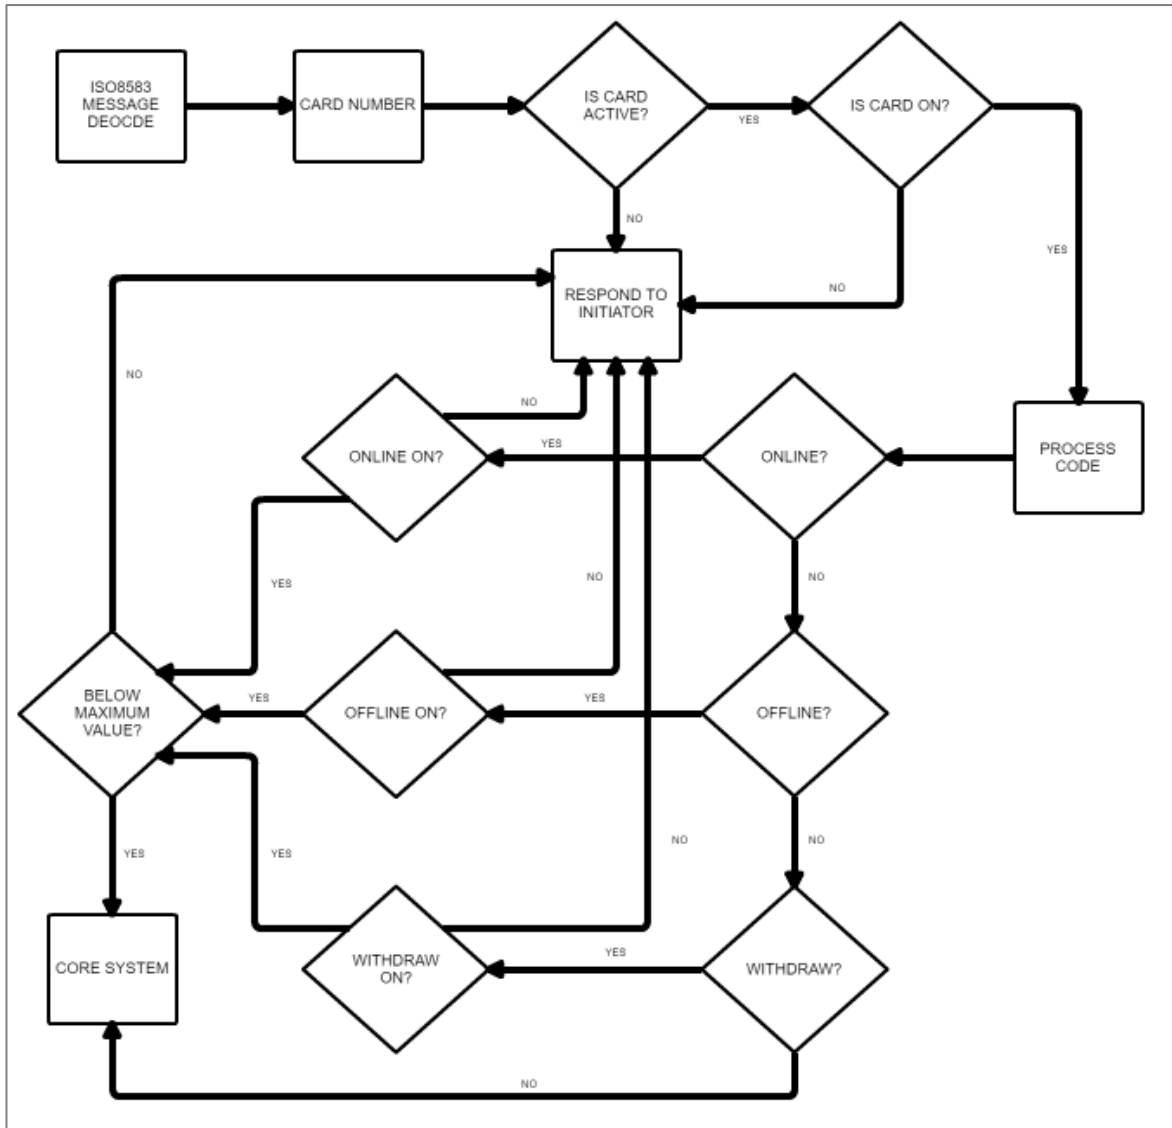 ISO8583
MESSAGE
DEOCDE
CARD NUMBER
IS CARD
ACTIVE?
YES
IS CARD ON?
NO
YES
RESPOND TO
INITIATOR
NO
NO
NO
ONLINE ON?
YES
ONLINE?
PROCESS
CODE
YES
NO
NO
BELOW
MAXIMUM
VALUE?
YES
OFFLINE ON?
YES
OFFLINE?
YES
YES
NO
NO
CORE SYSTEM
WITHDRAW
ON?
YES
WITHDRAW?
NO